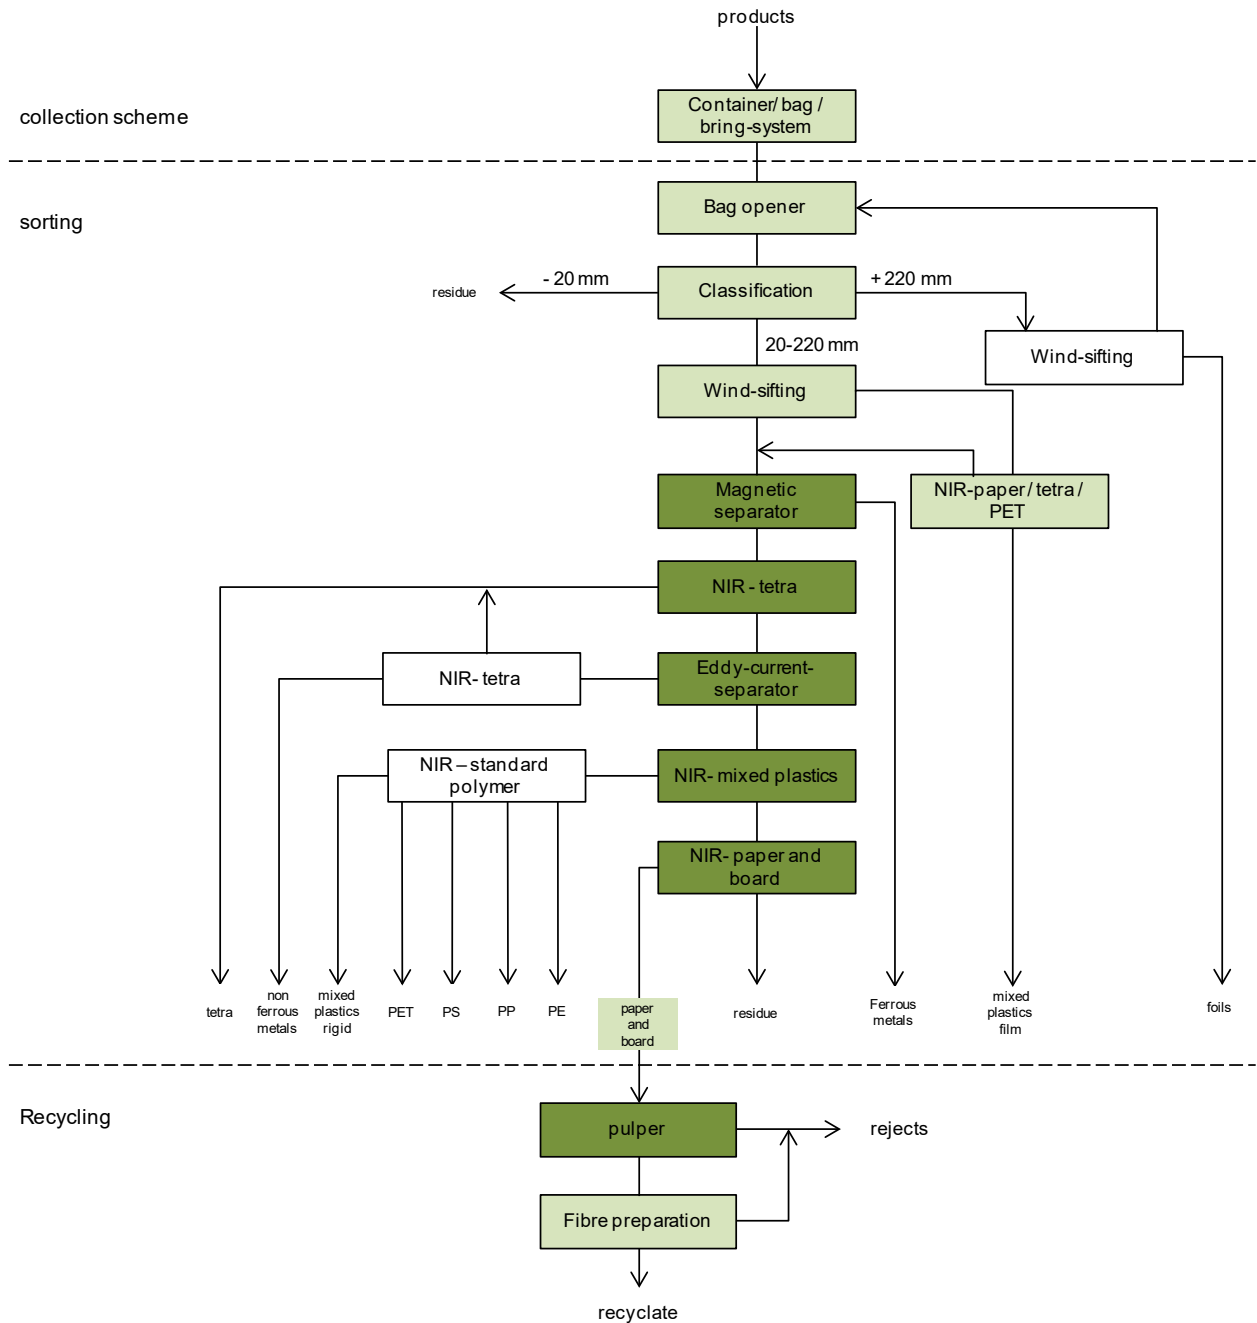 products
collection scheme
Container/ bag /
bring-system
sorting
Bag opener
residue
- 20 mm
Classification
+ 220 mm
20-220 mm
Wind-sifting
Wind-sifting
Magnetic
separator
NIR-paper / tetra /
PET
NIR - tetra
NIR- tetra
Eddy-current-
separator
NIR – standard
polymer
NIR- mixed plastics
NIR- paper and
board
tetra
non
ferrous
metals
mixed
plastics
rigid
PET
PS
PP
PE
paper
and
board
residue
Ferrous
metals
mixed
plastics
film
foils
Recycling
pulper
rejects
Fibre preparation
recyclate